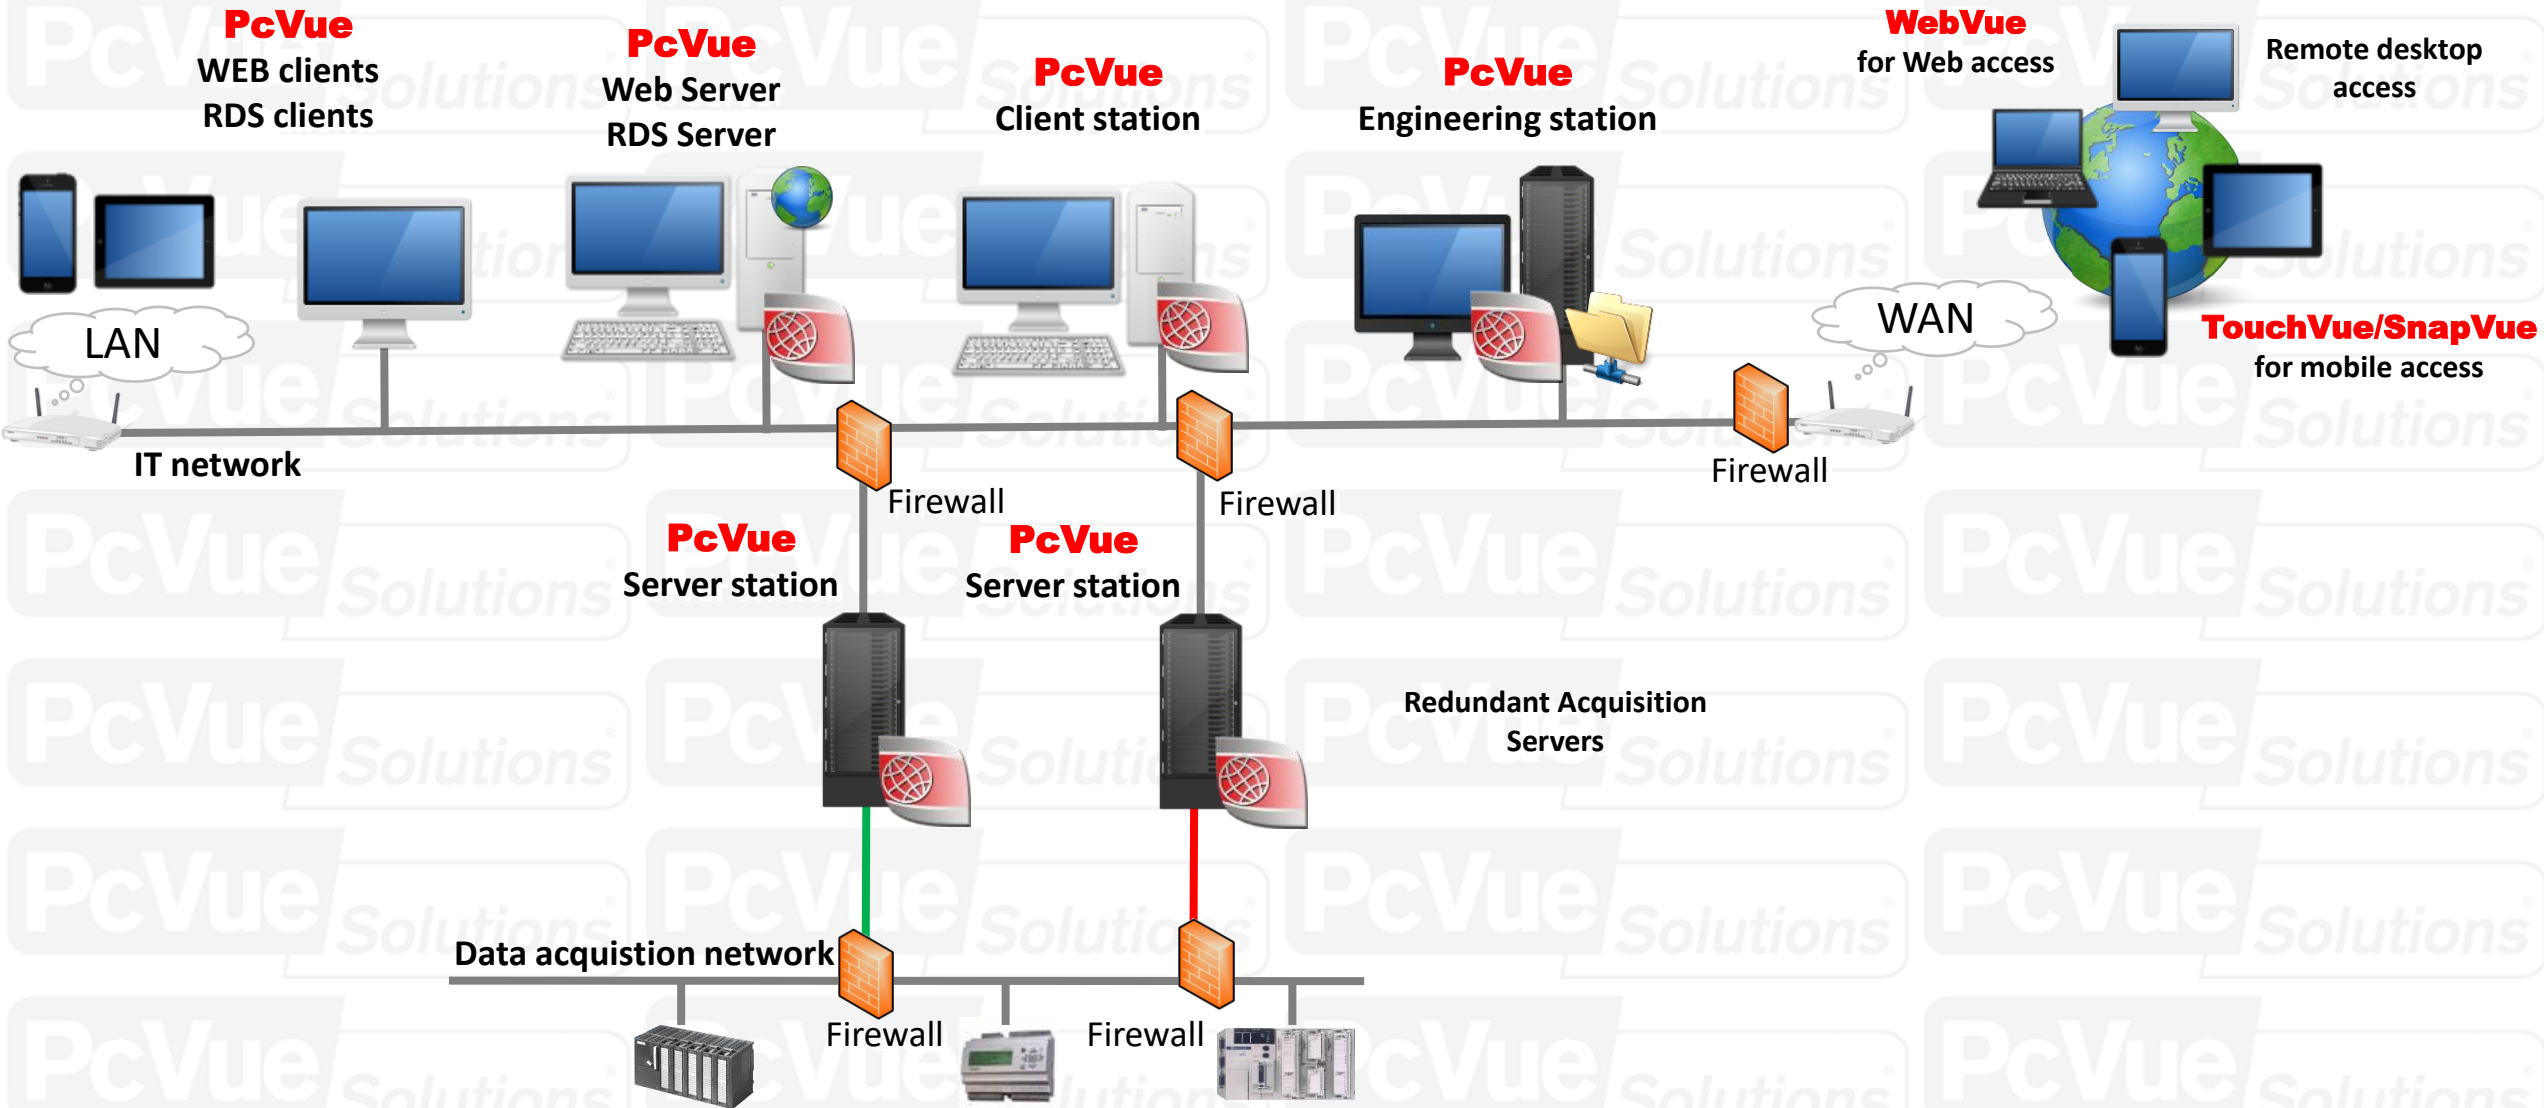 PcVue
WEB clients
RDS clients
PcVue
Web Server
RDS Server
PcVue
Client station
PcVue
Engineering station
WebVue
for Web access
Remote desktop
access
LAN
WAN
TouchVue/SnapVue
for mobile access
IT network
Firewall
Firewall
Firewall
PcVue
Server station
PcVue
Server station
Redundant Acquisition
Servers
Data acquistion network
Firewall
Firewall
PcVue Solutions